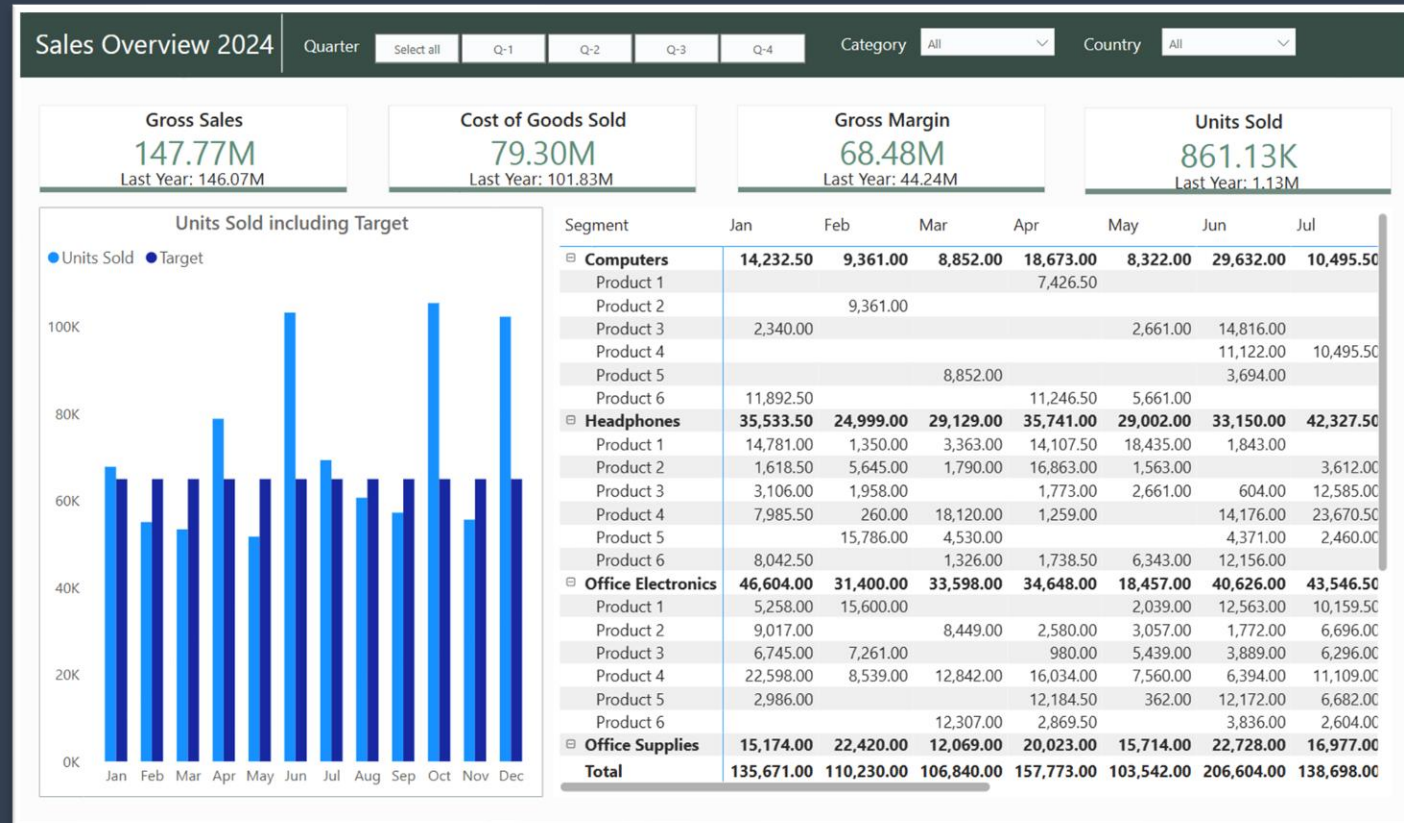 Sales Overview 2024 Quarter Select all Q-1 Q-2 Q-3 Q-4 Category All Country All
Gross Sales
147.77M
Last Year: 146.07M
Cost of Goods Sold
79.30M
Last Year: 101.83M
Gross Margin
68.48M
Last Year: 44.24M
Units Sold
861.13K
Last Year: 1.13M
Units Sold including Target
Units Sold Target
100K
80K
60K
40K
20K
0K
Jan Feb Mar Apr May Jun Jul Aug Sep Oct Nov Dec
Segment Jan Feb Mar Apr May Jun Jul
Computers 14,232.50 9,361.00 8,852.00 18,673.00 8,322.00 29,632.00 10,495.50
Product 1 7,426.50
Product 2 9,361.00
Product 3 2,340.00 2,661.00 14,816.00
Product 4 11,122.00 10,495.50
Product 5 8,852.00 3,694.00
Product 6 11,892.50 11,246.50 5,661.00
Headphones 35,533.50 24,999.00 29,129.00 35,741.00 29,002.00 33,150.00 42,327.50
Product 1 14,781.00 1,350.00 3,363.00 14,107.50 18,435.00 1,843.00
Product 2 1,618.50 5,645.00 1,790.00 16,863.00 1,563.00 3,612.00
Product 3 3,106.00 1,958.00 1,773.00 2,661.00 604.00 12,585.00
Product 4 7,985.50 260.00 18,120.00 1,259.00 14,176.00 23,670.50
Product 5 15,786.00 4,530.00 4,371.00 2,460.00
Product 6 8,042.50 1,326.00 1,738.50 6,343.00 12,156.00
Office Electronics 46,604.00 31,400.00 33,598.00 34,648.00 18,457.00 40,626.00 43,546.50
Product 1 5,258.00 15,600.00 2,039.00 12,563.00 10,159.50
Product 2 9,017.00 8,449.00 2,580.00 3,057.00 1,772.00 6,696.00
Product 3 6,745.00 7,261.00 980.00 5,439.00 3,889.00 6,296.00
Product 4 22,598.00 8,539.00 12,842.00 16,034.00 7,560.00 6,394.00 11,109.00
Product 5 2,986.00 12,184.50 362.00 12,172.00 6,682.00
Product 6 12,307.00 2,869.50 3,836.00 2,604.00
Office Supplies 15,174.00 22,420.00 12,069.00 20,023.00 15,714.00 22,728.00 16,977.00
Total 135,671.00 110,230.00 106,840.00 157,773.00 103,542.00 206,604.00 138,698.00